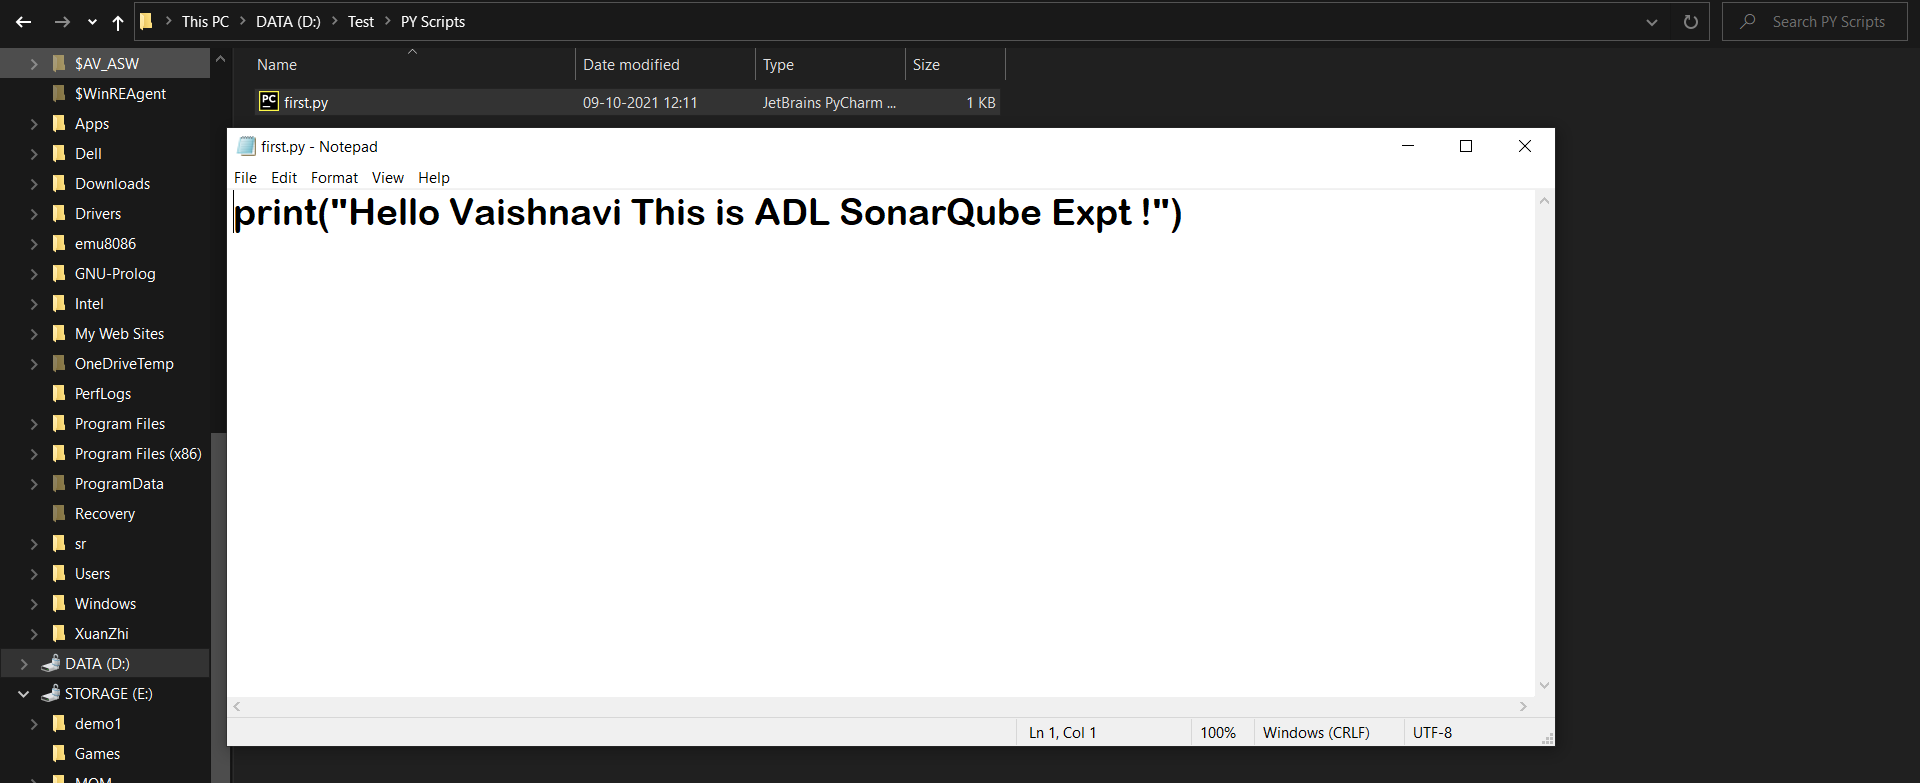 This PC DATA (D:) Test PY Scripts Search PY Scripts
$AV_ASW
$WinREAgent
Apps
Dell
Downloads
Drivers
emu8086
GNU-Prolog
Intel
My Web Sites
OneDriveTemp
PerfLogs
Program Files
Program Files (x86)
ProgramData
Recovery
sr
Users
Windows
XuanZhi
DATA (D:)
STORAGE (E:)
demo1
Games
MOM
Name Date modified Type Size
PC first.py 09-10-2021 12:11 JetBrains PyCharm ... 1 KB
first.py - Notepad
File Edit Format View Help
print("Hello Vaishnavi This is ADL SonarQube Expt !")
Ln 1, Col 1 100% Windows (CRLF) UTF-8